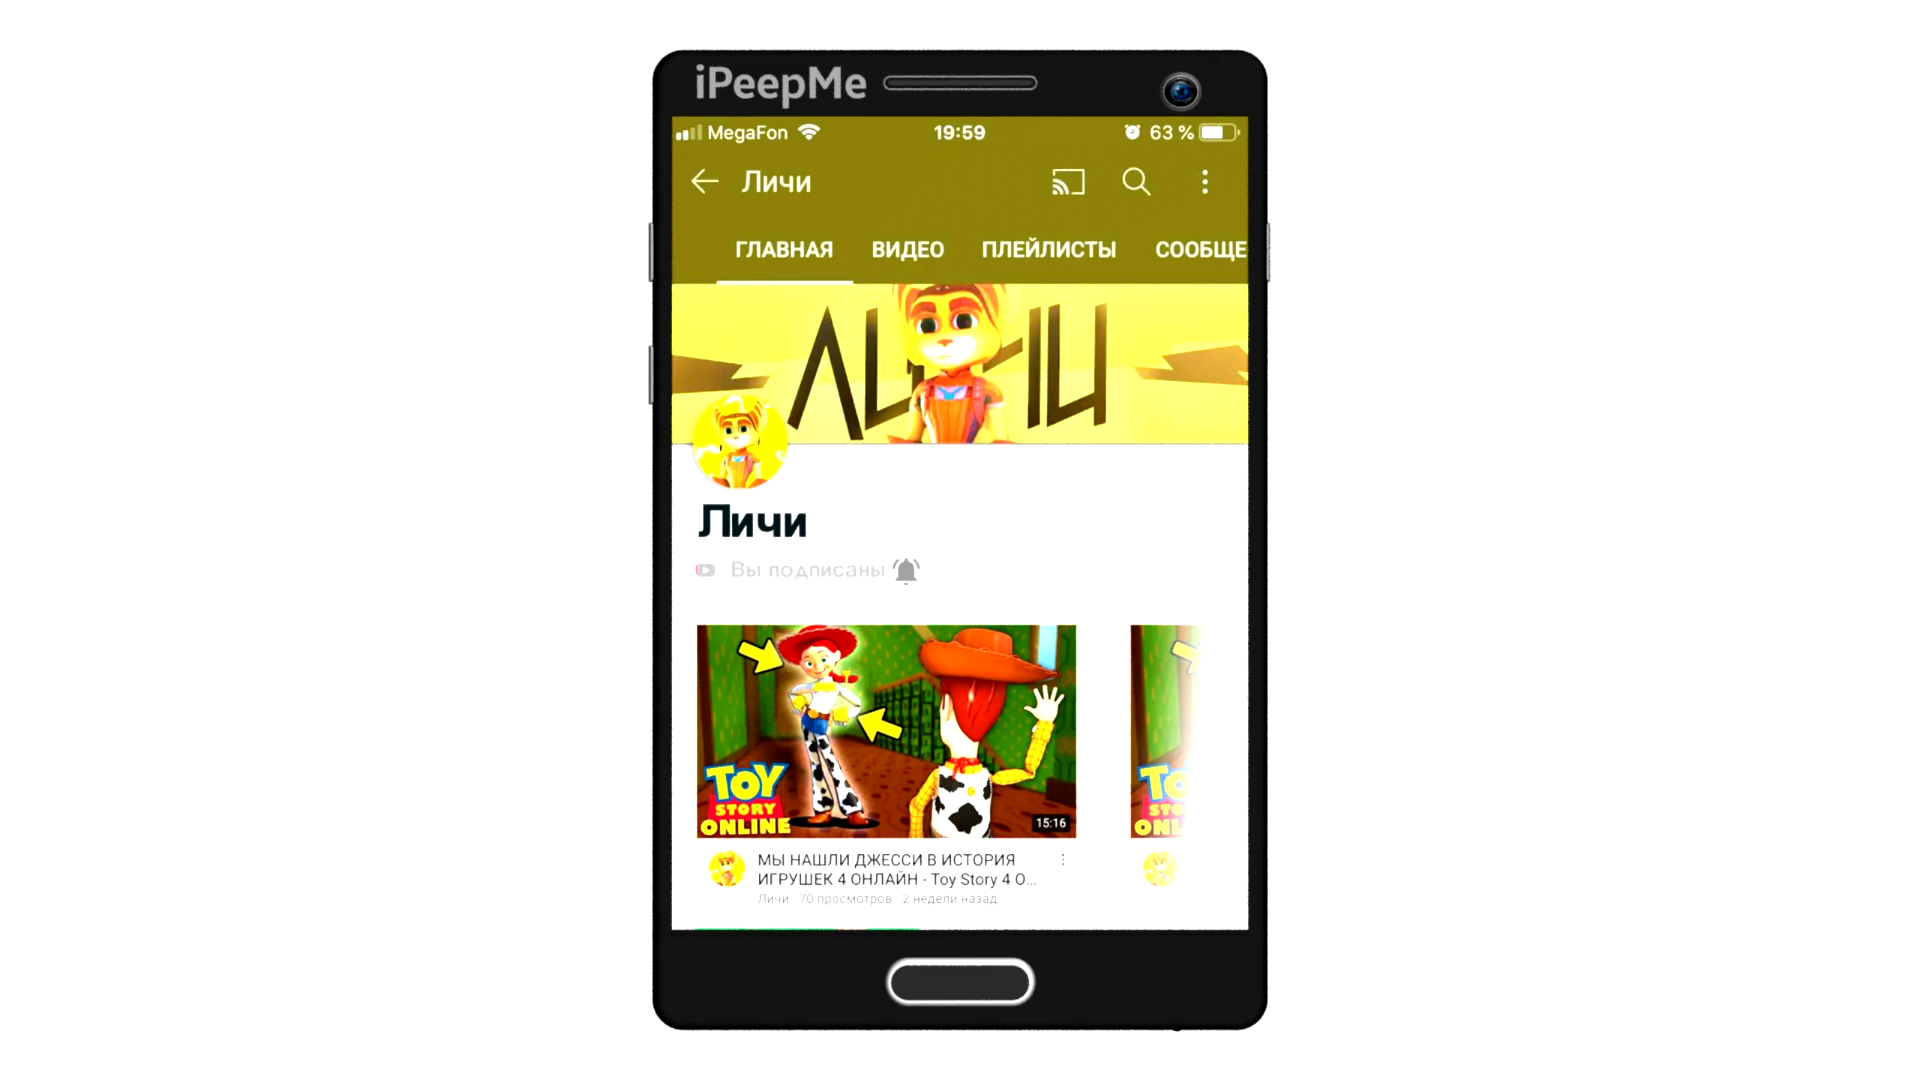 iPeepMe
MegaFon 19:59 63 %
Личи
ГЛАВНАЯ ВИДЕО ПЛЕЙЛИСТЫ СООБЩЕ
Личи
Вы подписаны
TOY
STORY
ONLINE
15:16
МЫ НАШЛИ ДЖЕССИ В ИСТОРИЯ
ИГРУШЕК 4 ОНЛАЙН - Toy Story 4 О...
Личи 70 просмотров 2 недели назад